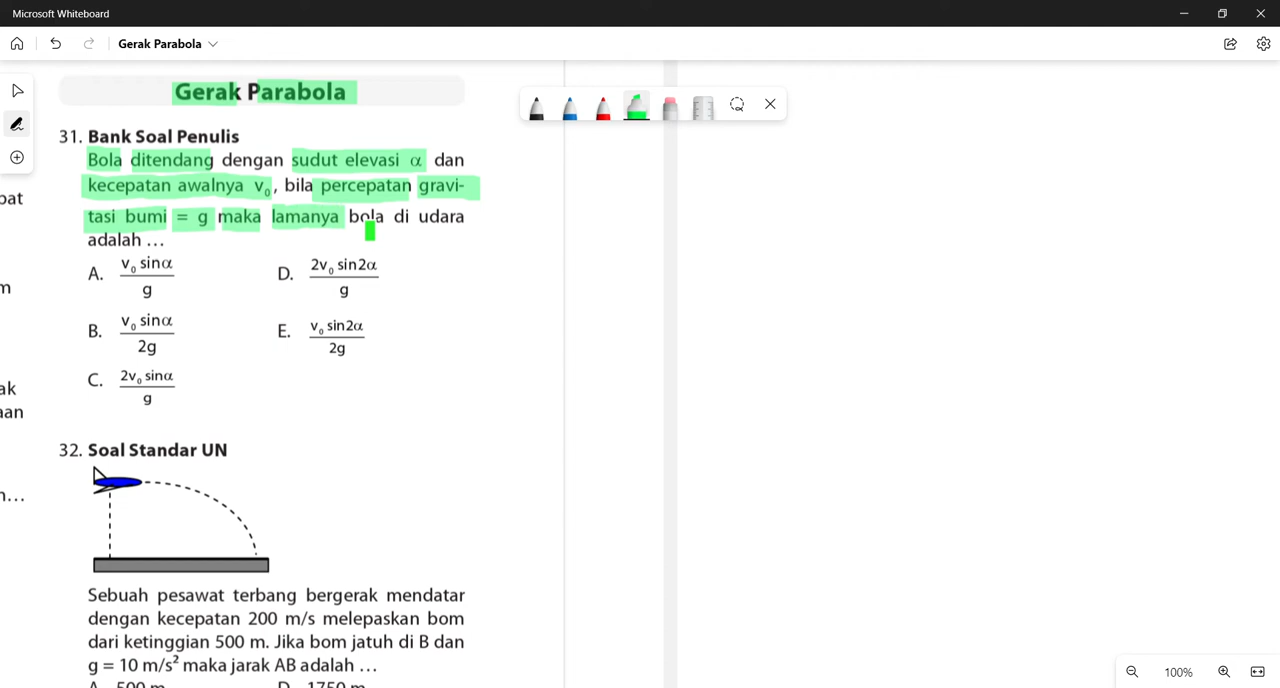 Microsoft Whiteboard
Gerak Parabola
Gerak Parabola
31. Bank Soal Penulis
Bola ditendang dengan sudut elevasi α dan
kecepatan awalnya v₀, bila percepatan gravi-
tasi bumi = g maka lamanya bola di udara
adalah ...
A. v₀ sinα / g
D. 2v₀ sin2α / g
B. v₀ sinα / 2g
E. v₀ sin2α / 2g
C. 2v₀ sinα / g
32. Soal Standar UN
Sebuah pesawat terbang bergerak mendatar
dengan kecepatan 200 m/s melepaskan bom
dari ketinggian 500 m. Jika bom jatuh di B dan
g = 10 m/s² maka jarak AB adalah ...
A. 500 m
D. 1750 m
100%